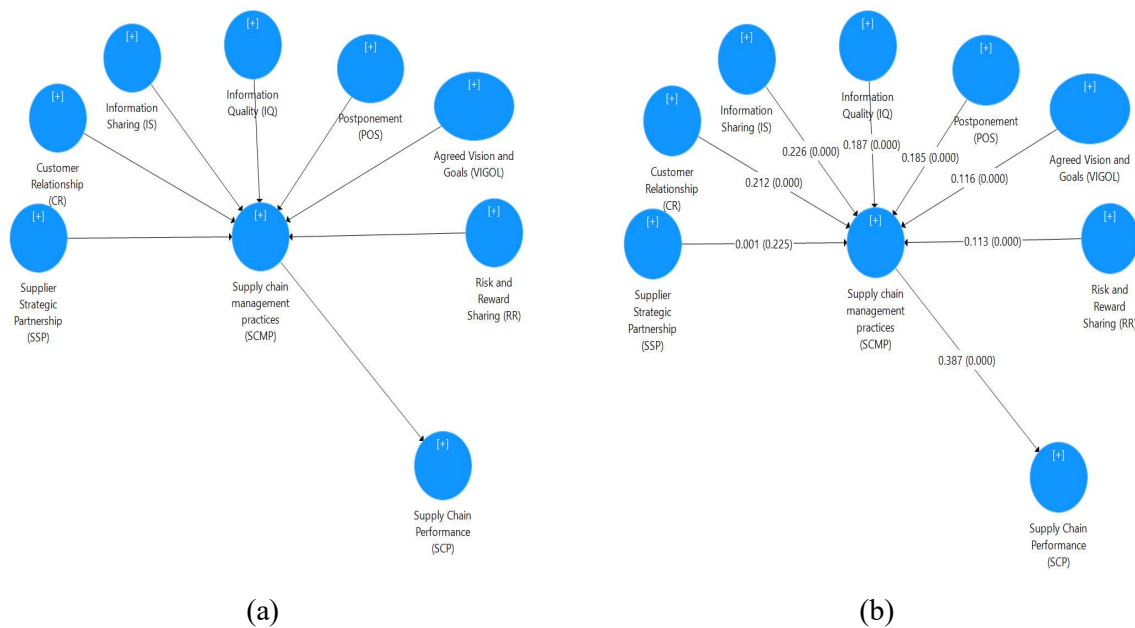 [+]
Information
Sharing (IS)
[+]
Information
Quality (IQ)
[+]
Postponement
(POS)
[+]
Agreed Vision and
Goals (VIGOL)
[+]
Customer
Relationship
(CR)
[+]
Supplier
Strategic
Partnership
(SSP)
[+]
Supply chain
management
practices
(SCMP)
[+]
Risk and
Reward
Sharing (RR)
[+]
Supply Chain
Performance
(SCP)
(a)
[+]
Information
Sharing (IS)
[+]
Information
Quality (IQ)
[+]
Postponement
(POS)
[+]
Agreed Vision and
Goals (VIGOL)
[+]
Customer
Relationship
(CR)
0.226 (0.000)
0.187 (0.000)
0.185 (0.000)
0.116 (0.000)
0.212 (0.000)
[+]
Supplier
Strategic
Partnership
(SSP)
0.001 (0.225)
[+]
Supply chain
management
practices
(SCMP)
0.113 (0.000)
[+]
Risk and
Reward
Sharing (RR)
0.387 (0.000)
[+]
Supply Chain
Performance
(SCP)
(b)